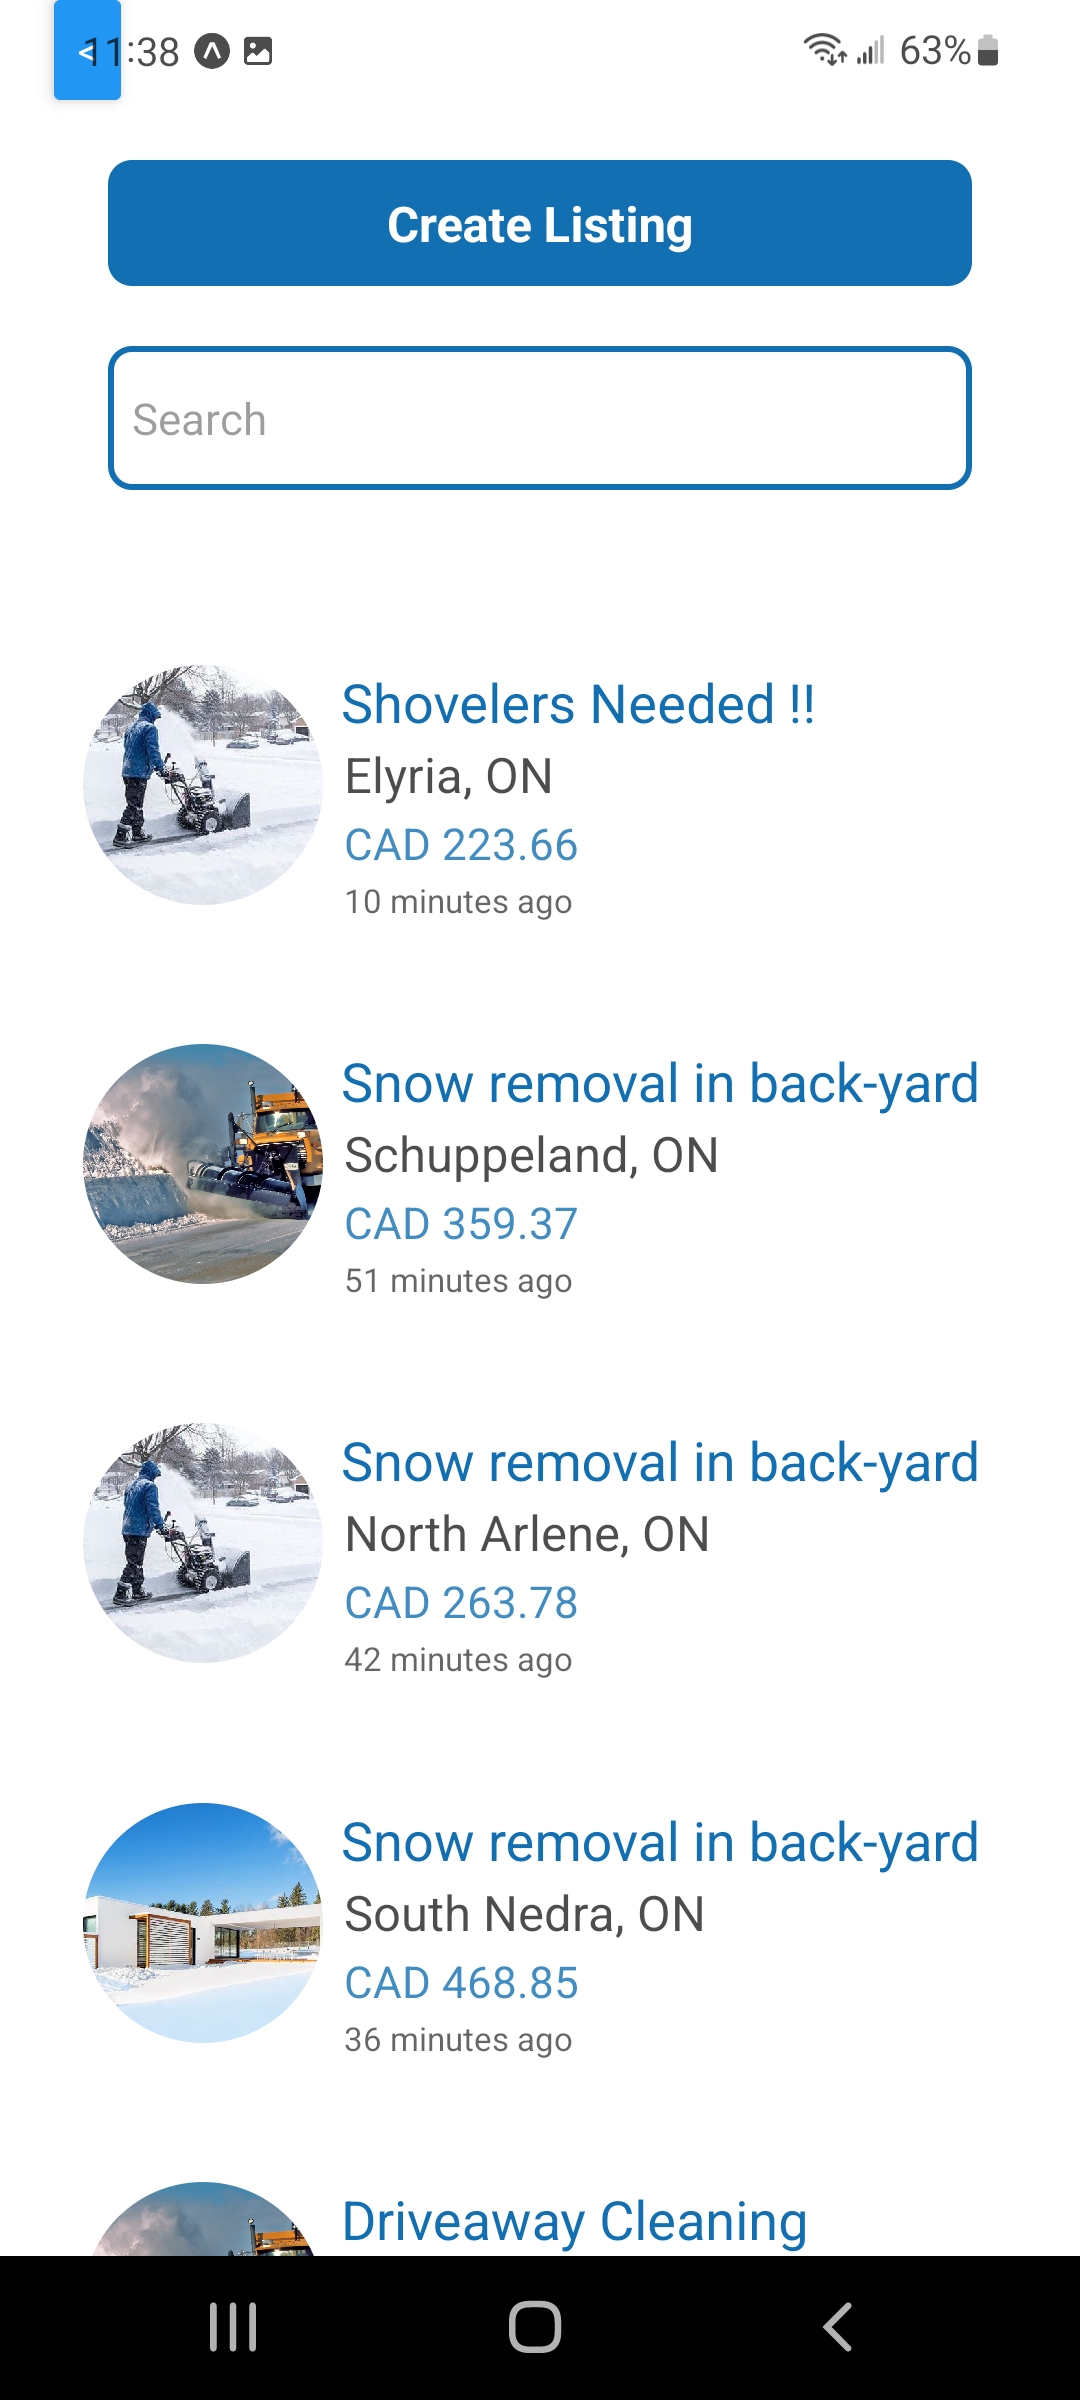 <
11:38
63%
Create Listing
Search
Shovelers Needed !!
Elyria, ON
CAD 223.66
10 minutes ago
Snow removal in back-yard
Schuppeland, ON
CAD 359.37
51 minutes ago
Snow removal in back-yard
North Arlene, ON
CAD 263.78
42 minutes ago
Snow removal in back-yard
South Nedra, ON
CAD 468.85
36 minutes ago
Driveaway Cleaning